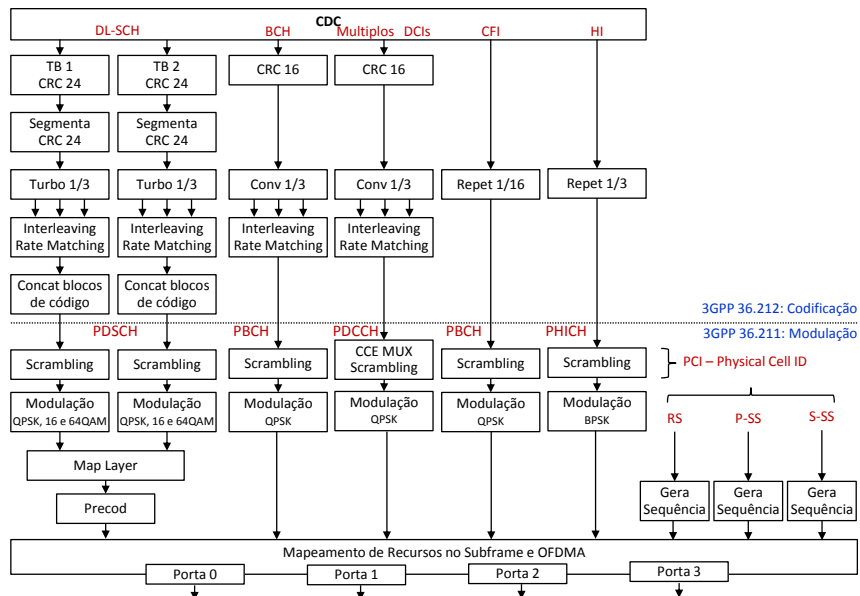 CDC
DL-SCH BCH Multiplos DCIs CFI HI
TB 1 TB 2 CRC 16 CRC 16
CRC 24 CRC 24
Segmenta Segmenta
CRC 24 CRC 24
Turbo 1/3 Turbo 1/3 Conv 1/3 Conv 1/3 Repet 1/16 Repet 1/3
Interleaving Interleaving Interleaving Interleaving
Rate Matching Rate Matching Rate Matching Rate Matching
Concat blocos Concat blocos
de código de código
3GPP 36.212: Codificação
PDSCH PBCH PDCCH PBCH PHICH 3GPP 36.211: Modulação
Scrambling Scrambling Scrambling CCE MUX Scrambling Scrambling PCI – Physical Cell ID
Scrambling
Modulação Modulação Modulação Modulação Modulação Modulação
QPSK, 16 e 64QAM QPSK, 16 e 64QAM QPSK QPSK QPSK BPSK
RS P-SS S-SS
Map Layer
Gera Gera Gera
Sequência Sequência Sequência
Precod
Mapeamento de Recursos no Subframe e OFDMA
Porta 0 Porta 1 Porta 2 Porta 3